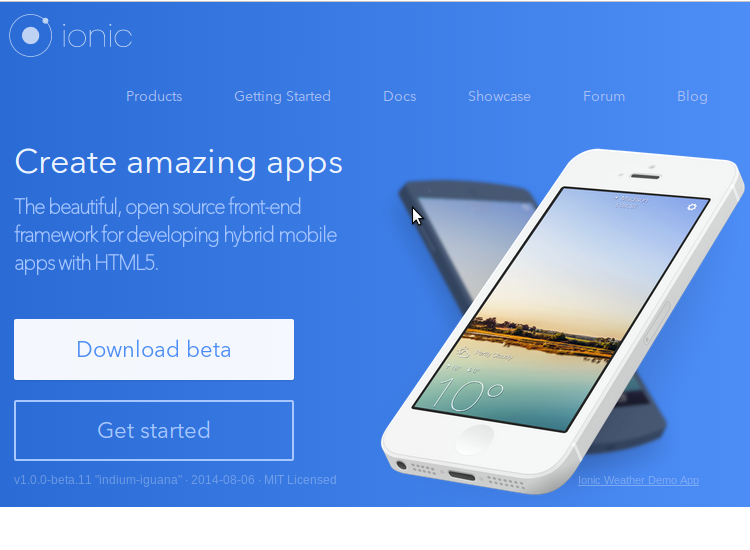 ionic
Products Getting Started Docs Showcase Forum Blog
Create amazing apps
The beautiful, open source front-end
framework for developing hybrid mobile
apps with HTML5.
Download beta
Get started
v1.0.0-beta.11 "indium-iguana" · 2014-08-06 · MIT Licensed
Partly Cloudy
10°
Ionic Weather Demo App